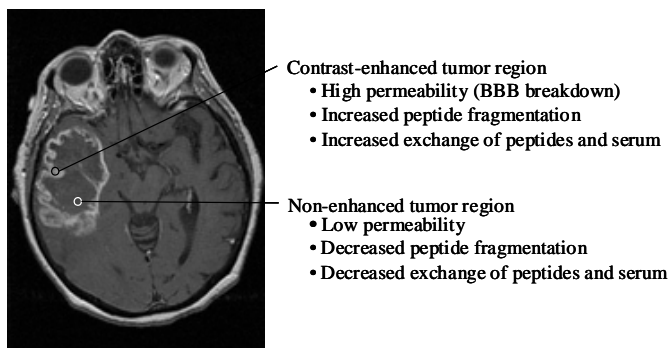 Contrast-enhanced tumor region
• High permeability (BBB breakdown)
• Increased peptide fragmentation
• Increased exchange of peptides and serum
Non-enhanced tumor region
• Low permeability
• Decreased peptide fragmentation
• Decreased exchange of peptides and serum